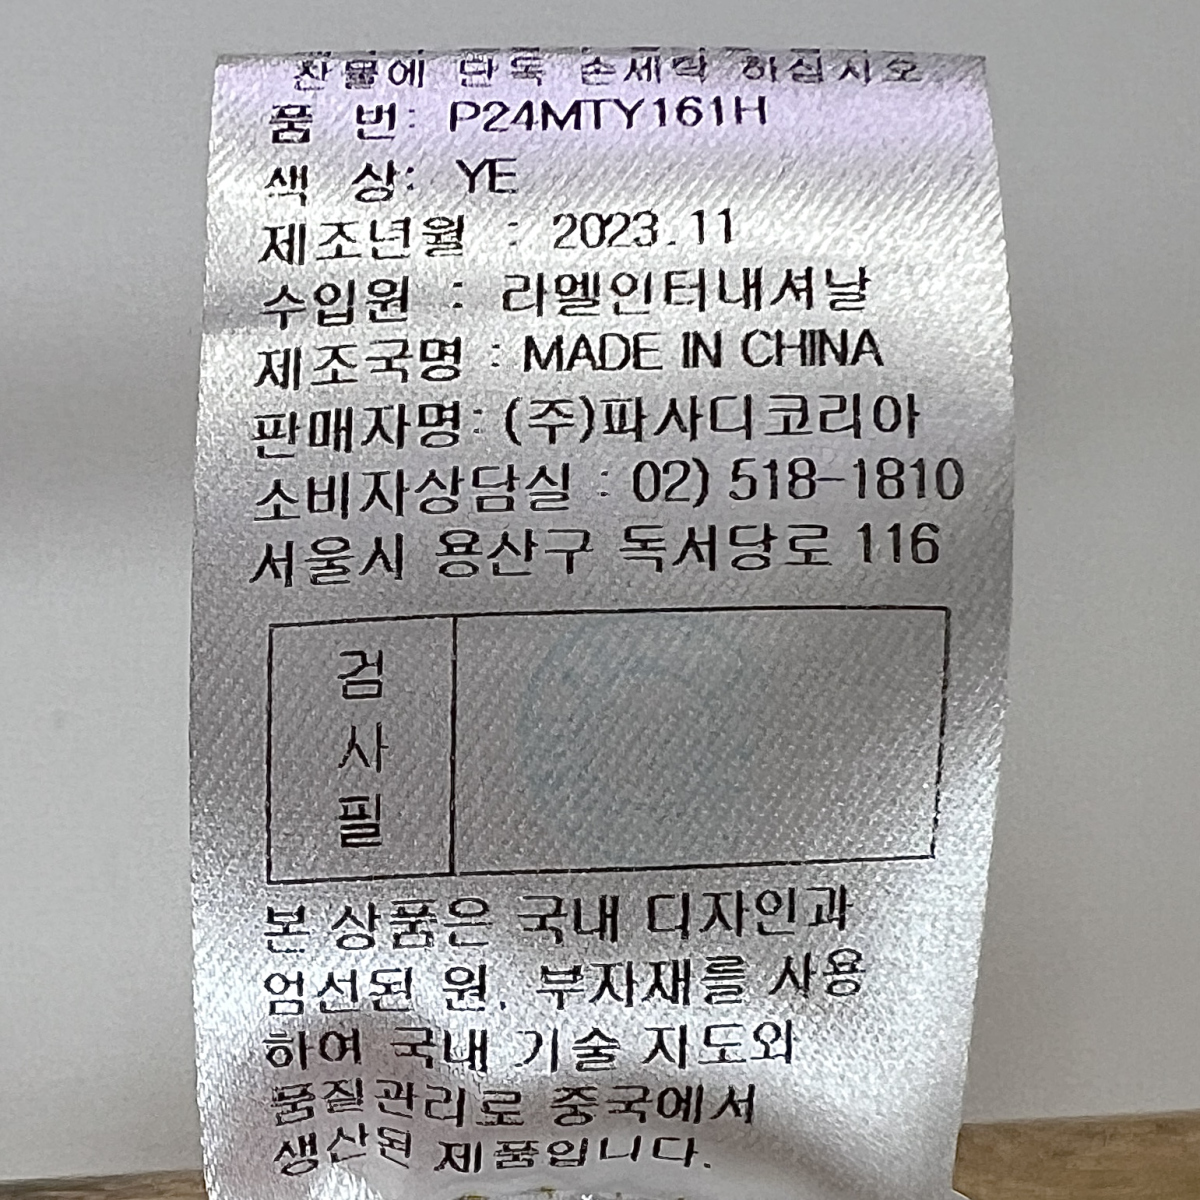 찬물에 단독 손세탁 하십시오
품 번: P24MTY161H
색 상: YE
제조년월 : 2023.11
수입원 : 라엘인터내셔날
제조국명 : MADE IN CHINA
판매자명: (주)파사디코리아
소비자상담실 : 02) 518-1810
서울시 용산구 독서당로 116
검
사
필
본 상품은 국내 디자인과
엄선된 원, 부자재를 사용
하여 국내 기술 지도와
품질관리로 중국에서
생산된 제품입니다.